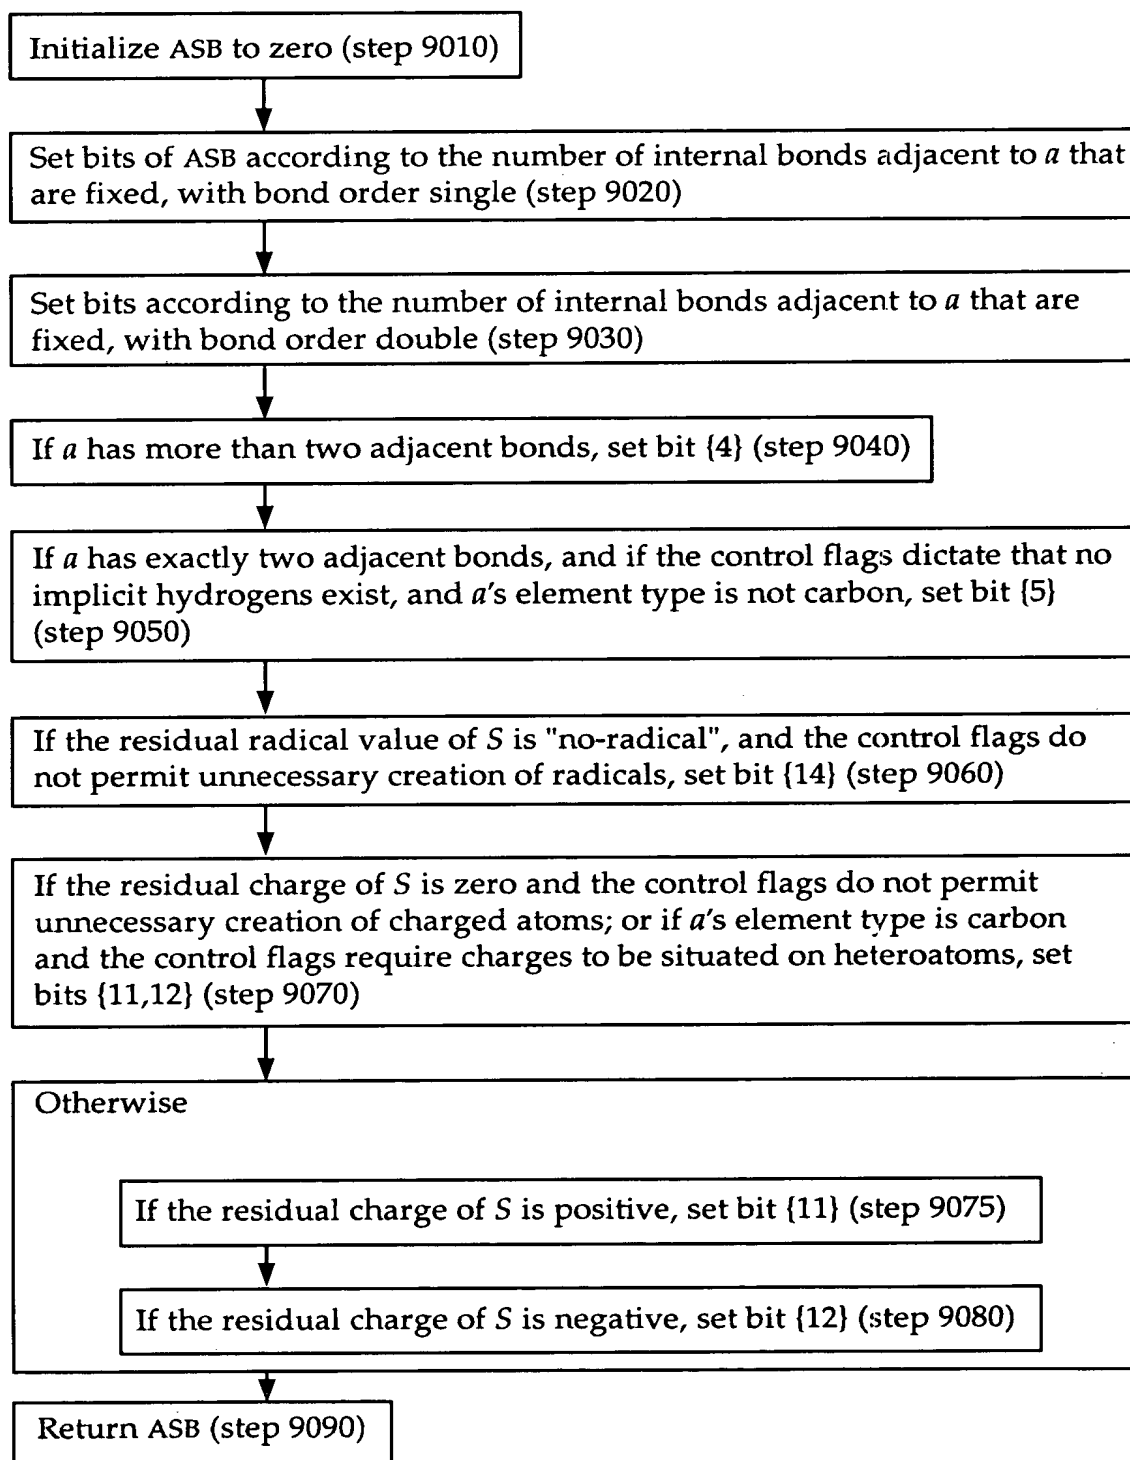 Initialize ASB to zero (step 9010)
Set bits of ASB according to the number of internal bonds adjacent to a that
are fixed, with bond order single (step 9020)
Set bits according to the number of internal bonds adjacent to a that are
fixed, with bond order double (step 9030)
If a has more than two adjacent bonds, set bit {4} (step 9040)
If a has exactly two adjacent bonds, and if the control flags dictate that no
implicit hydrogens exist, and a's element type is not carbon, set bit {5}
(step 9050)
If the residual radical value of S is "no-radical", and the control flags do
not permit unnecessary creation of radicals, set bit {14} (step 9060)
If the residual charge of S is zero and the control flags do not permit
unnecessary creation of charged atoms; or if a's element type is carbon
and the control flags require charges to be situated on heteroatoms, set
bits {11,12} (step 9070)
Otherwise
If the residual charge of S is positive, set bit {11} (step 9075)
If the residual charge of S is negative, set bit {12} (step 9080)
Return ASB (step 9090)